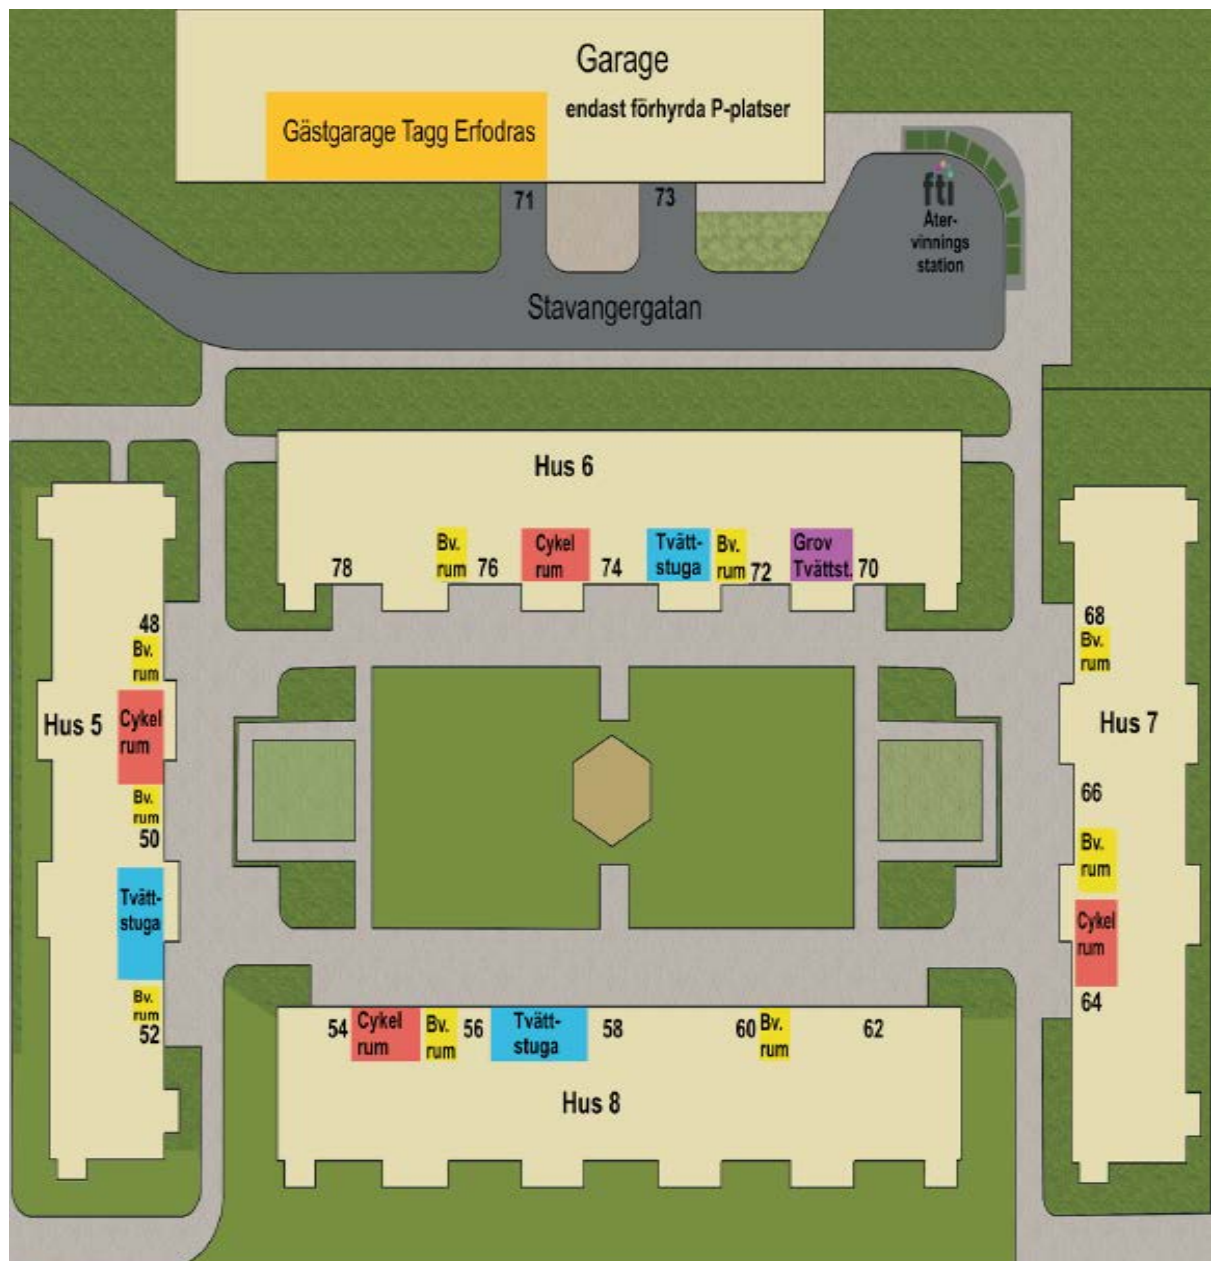 Garage
endast förhyrda P-platser
Gästgarage Tagg Erfodras
71
73
fti
Åter-
vinnings
station
Stavangergatan
Hus 6
78
Bv.
rum
76
Cykel
rum
74
Tvätt-
stuga
Bv.
rum
72
Grov
Tvättst.
70
48
Bv.
rum
Hus 5
Cykel
rum
Bv.
rum
50
Tvätt-
stuga
Bv.
rum
52
68
Bv.
rum
Hus 7
66
Bv.
rum
Cykel
rum
64
54
Cykel
rum
Bv.
rum
56
Tvätt-
stuga
58
60
Bv.
rum
62
Hus 8